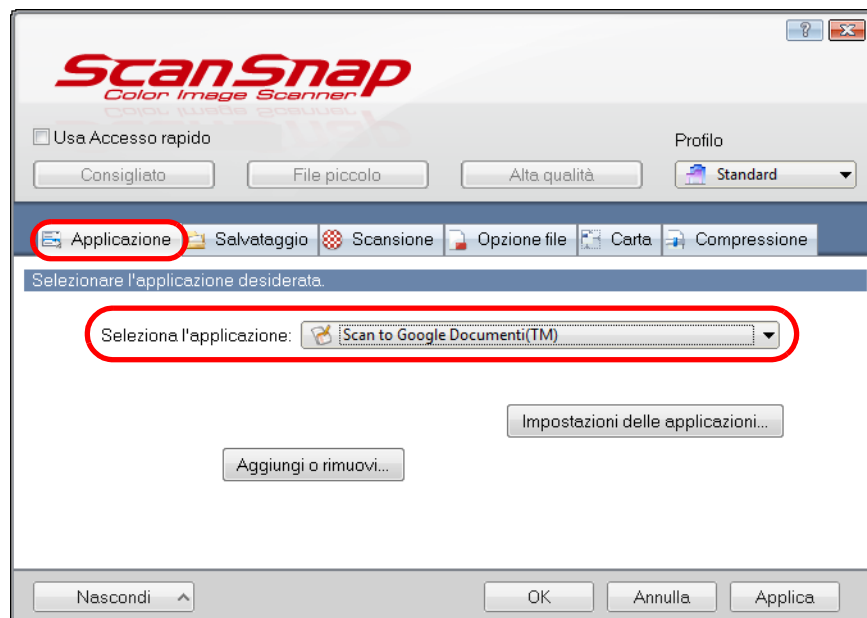 ScanSnap
Color Image Scanner
Usa Accesso rapido
Profilo
Consigliato File piccolo Alta qualità Standard
Applicazione Salvataggio Scansione Opzione file Carta Compressione
Selezionare l'applicazione desiderata.
Seleziona l'applicazione: Scan to Google Documenti(TM)
Impostazioni delle applicazioni...
Aggiungi o rimuovi...
Nascondi OK Annulla Applica